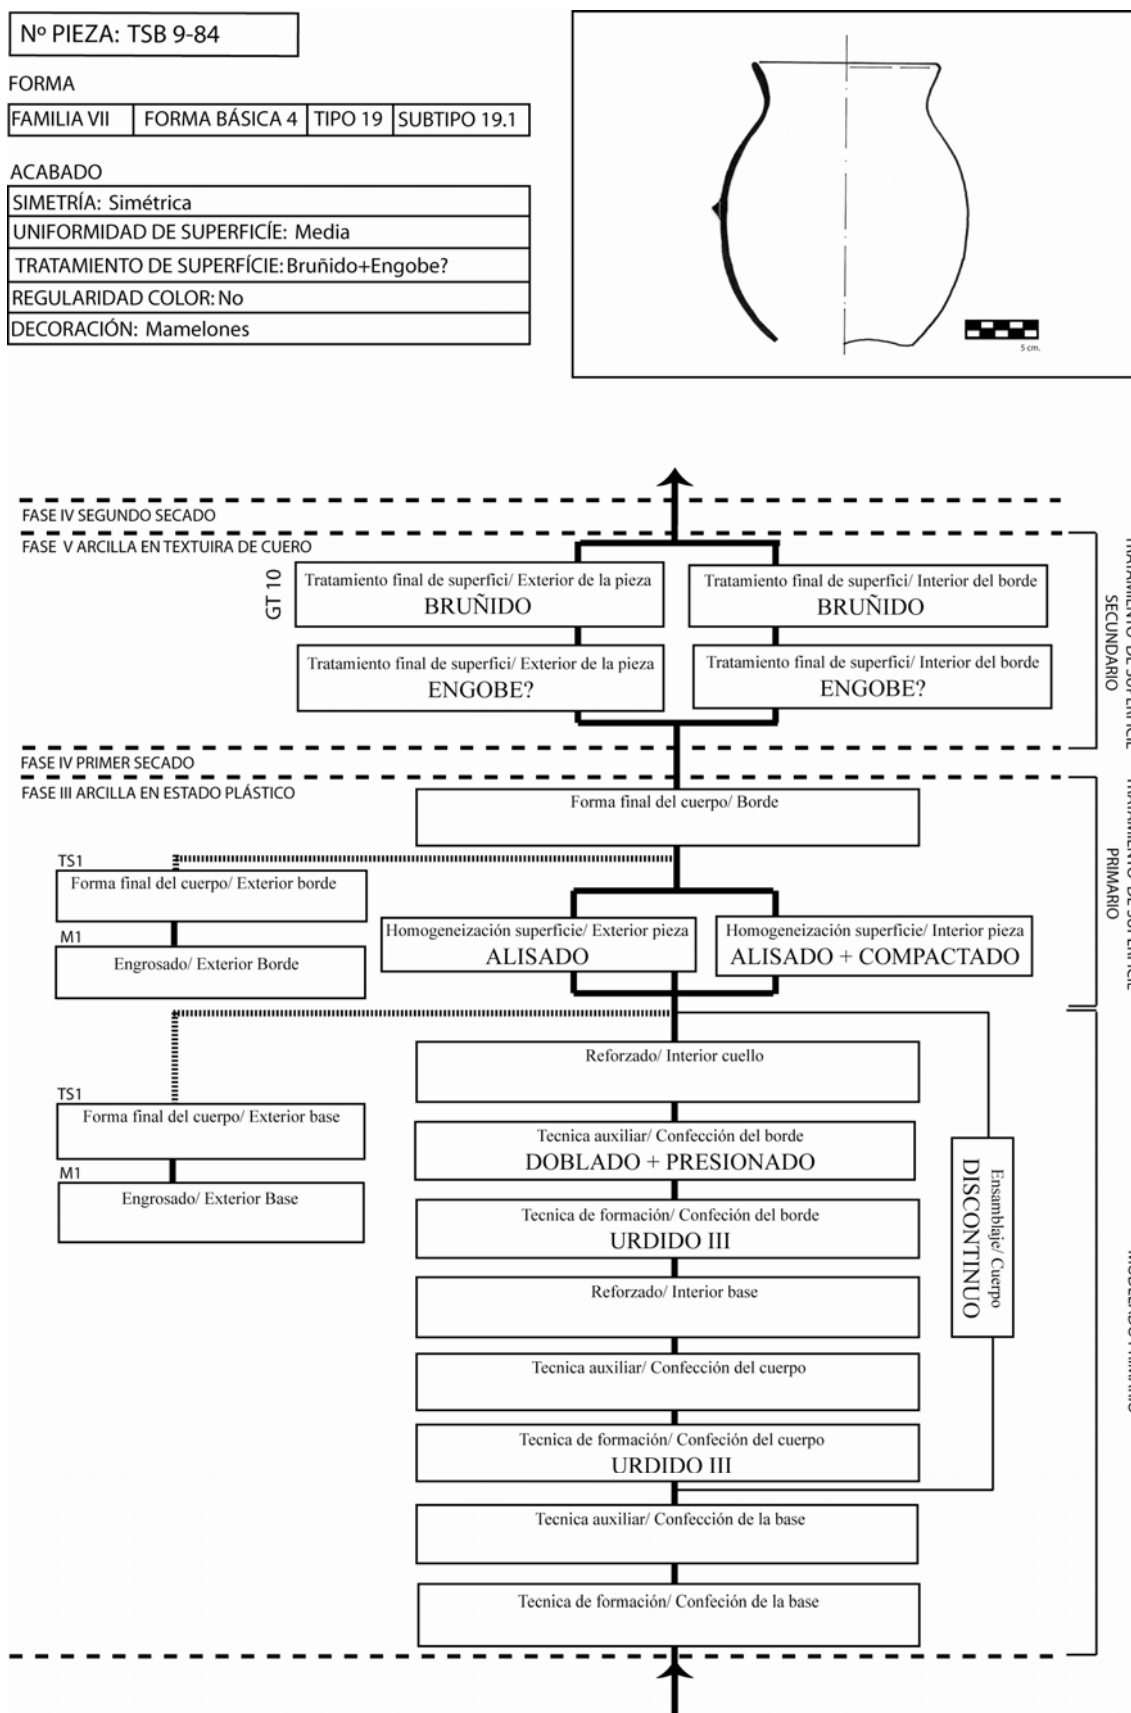 Nº PIEZA: TSB 9-84
FORMA
FAMILIA VII FORMA BÁSICA 4 TIPO 19 SUBTIPO 19.1
ACABADO
SIMETRÍA: Simétrica
UNIFORMIDAD DE SUPERFICÍE: Media
TRATAMIENTO DE SUPERFÍCIE: Bruñido+Engobe?
REGULARIDAD COLOR: No
DECORACIÓN: Mamelones
5 cm.
FASE IV SEGUNDO SECADO
FASE V ARCILLA EN TEXTUIRA DE CUERO
GT 10
Tratamiento final de superfici/ Exterior de la pieza
BRUÑIDO
Tratamiento final de superfici/ Interior del borde
BRUÑIDO
Tratamiento final de superfici/ Exterior de la pieza
ENGOBE?
Tratamiento final de superfici/ Interior del borde
ENGOBE?
SECUNDARIO
FASE IV PRIMER SECADO
FASE III ARCILLA EN ESTADO PLÁSTICO
Forma final del cuerpo/ Borde
TS1
Forma final del cuerpo/ Exterior borde
M1
Engrosado/ Exterior Borde
Homogeneización superficie/ Exterior pieza
ALISADO
Homogeneización superficie/ Interior pieza
ALISADO + COMPACTADO
PRIMARIO
Reforzado/ Interior cuello
TS1
Forma final del cuerpo/ Exterior base
M1
Engrosado/ Exterior Base
Tecnica auxiliar/ Confección del borde
DOBLADO + PRESIONADO
Tecnica de formación/ Confeción del borde
URDIDO III
Ensamblaje/ Cuerpo
DISCONTINUO
Reforzado/ Interior base
Tecnica auxiliar/ Confección del cuerpo
Tecnica de formación/ Confeción del cuerpo
URDIDO III
Tecnica auxiliar/ Confección de la base
Tecnica de formación/ Confeción de la base